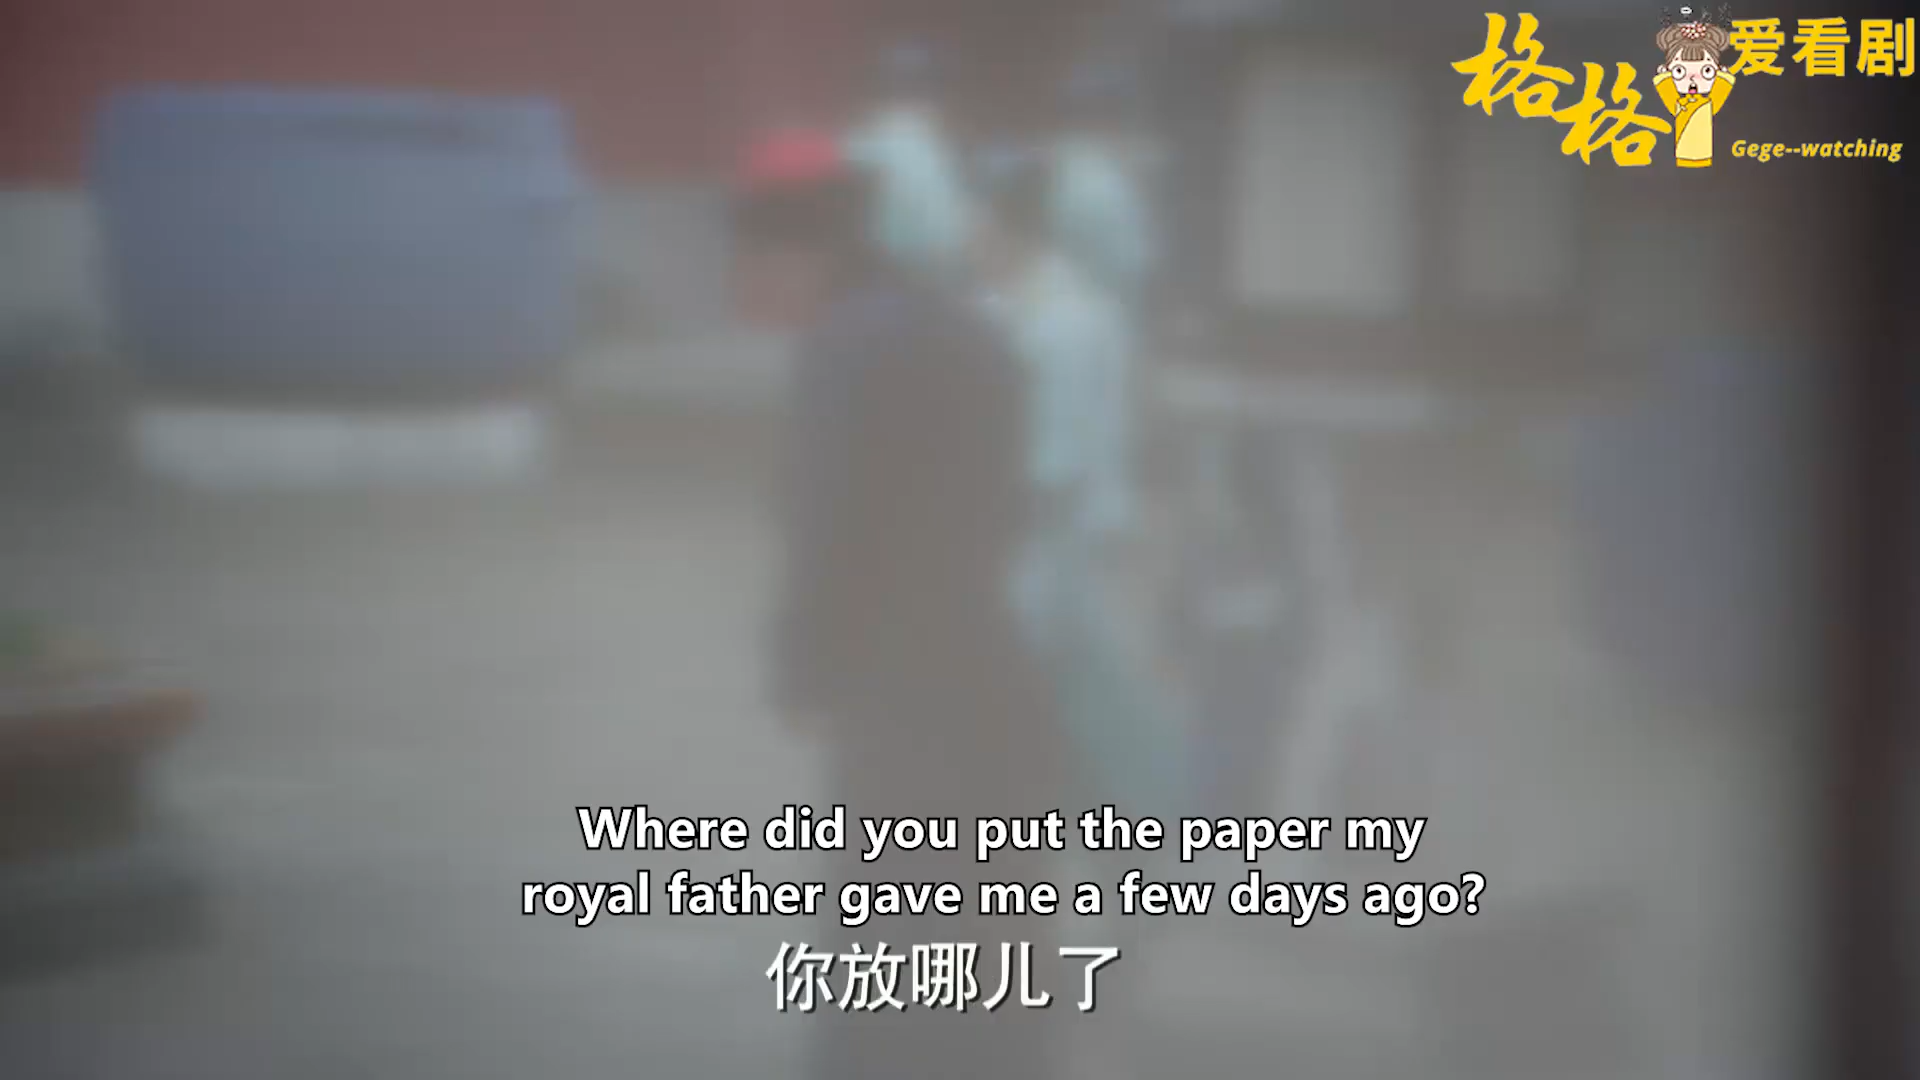 格格
爱看剧
Gege--watching
Where did you put the paper my
royal father gave me a few days ago?
你放哪儿了